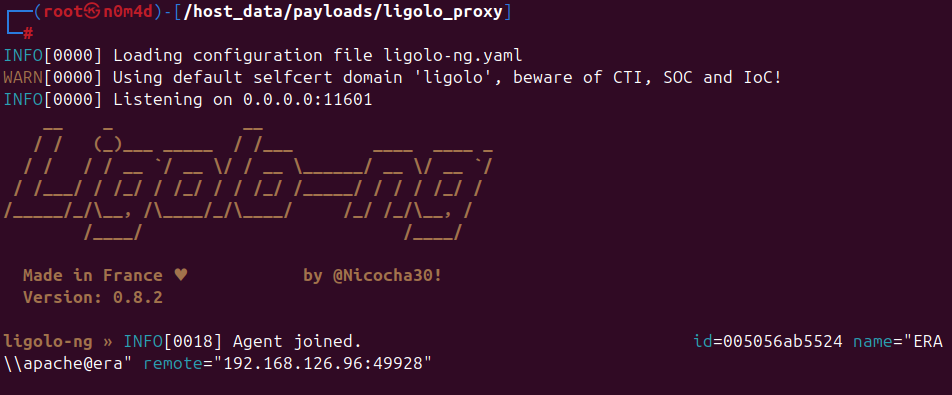 ┌──(root㉿n0m4d)-[/host_data/payloads/ligolo_proxy]
└─#
INFO[0000] Loading configuration file ligolo-ng.yaml
WARN[0000] Using default selfcert domain 'ligolo', beware of CTI, SOC and IoC!
INFO[0000] Listening on 0.0.0.0:11601
Ligolo-ng
Made in France ♥ by @Nicocha30!
Version: 0.8.2
ligolo-ng » INFO[0018] Agent joined. id=005056ab5524 name="ERA
\\apache@era" remote="192.168.126.96:49928"